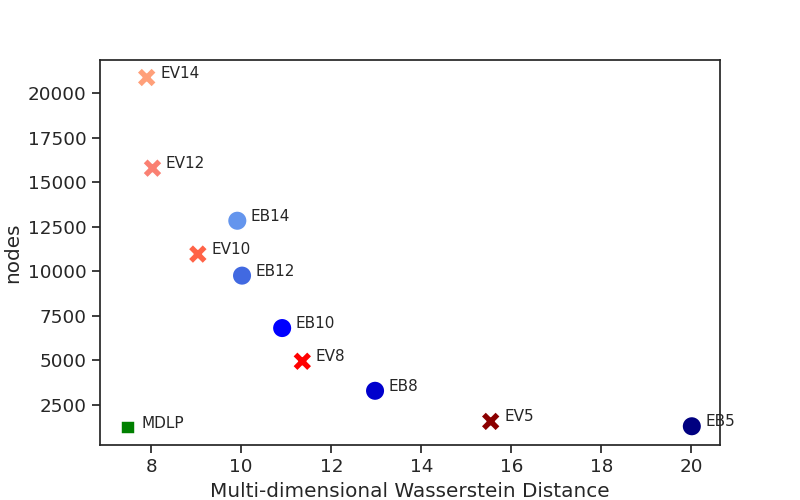 EV14
20000
17500
EV12
15000
EB14
12500
EV10
EB12
10000
nodes
7500
EB10
5000
EV8
EB8
2500
MDLP
EV5
EB5
8 10 12 14 16 18 20
Multi-dimensional Wasserstein Distance